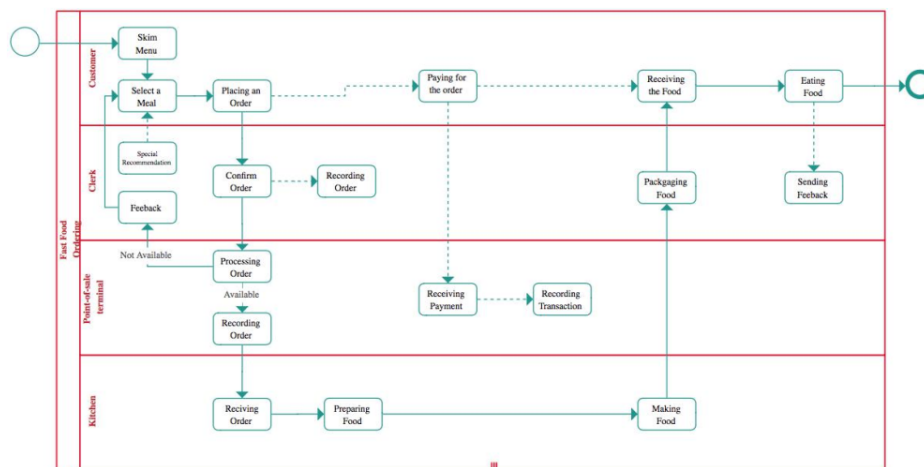 Fast Food
Ordering
Customer
Skim
Menu
Select a
Meal
Placing an
Order
Paying for
the order
Receiving
the Food
Eating
Food
Clerk
Special
Recommendation
Feeback
Confirm
Order
Recording
Order
Packgaging
Food
Sending
Feeback
Point-of-sale
terminal
Not Available
Processing
Order
Available
Recording
Order
Receiving
Payment
Recording
Transaction
Kitchen
Reciving
Order
Preparing
Food
Making
Food